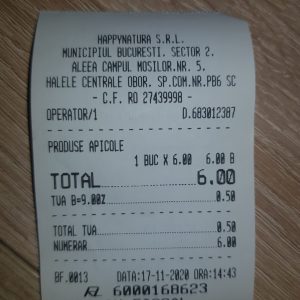 HAPPYNATURA S.R.L.
MUNICIPIUL BUCURESTI. SECTOR 2.
ALEEA CAMPUL MOSILOR.NR. 5.
HALELE CENTRALE OBOR. SP.COM.NR.PB6 SC
- C.F. RO 27439998 -
OPERATOR/1 D.683012387
PRODUSE APICOLE
1 BUC X 6.00 6.00 B
TOTAL 6.00
TVA B=9.00% 0.50
TOTAL TVA 0.50
NUMERAR 6.00
BF.0013 DATA:17-11-2020 ORA:14:43
6000168623